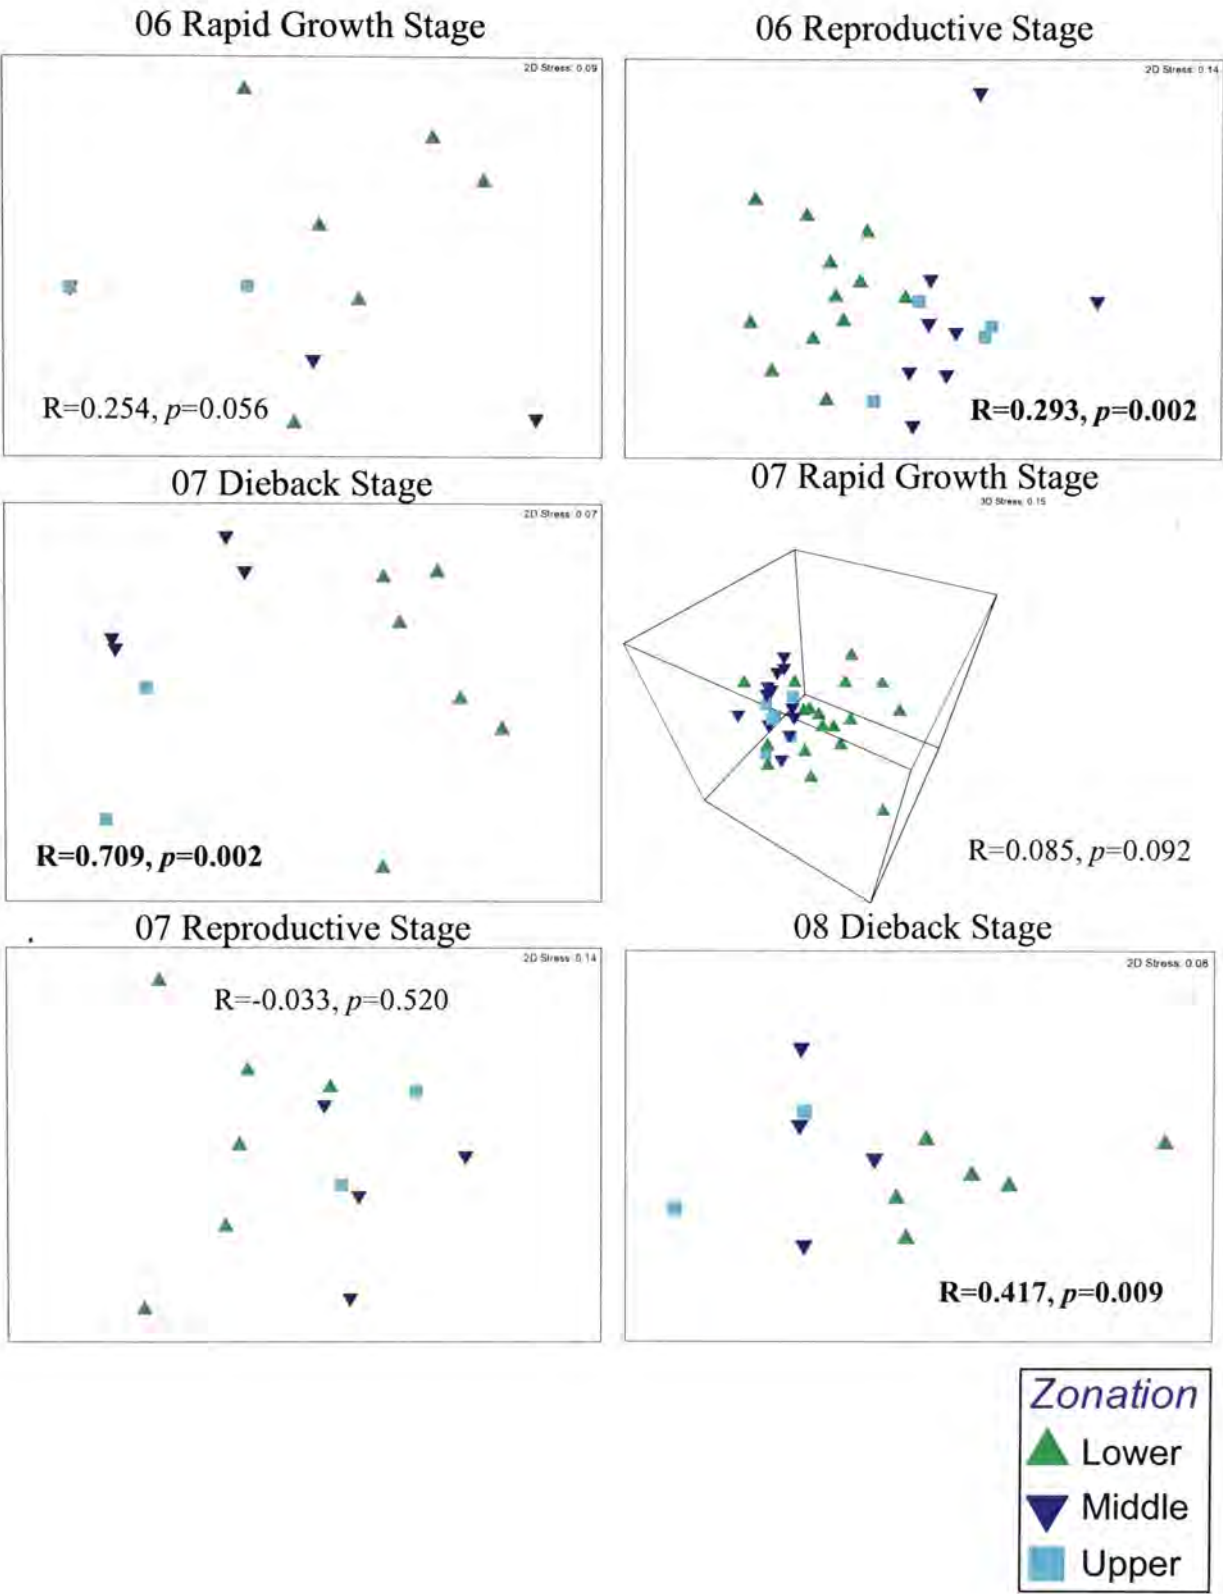 06 Rapid Growth Stage
2D Stress: 0.09
R=0.254, p=0.056
06 Reproductive Stage
2D Stress: 0.14
R=0.293, p=0.002
07 Dieback Stage
2D Stress: 0.07
R=0.709, p=0.002
07 Rapid Growth Stage
3D Stress: 0.15
R=0.085, p=0.092
07 Reproductive Stage
2D Stress: 0.14
R=-0.033, p=0.520
08 Dieback Stage
2D Stress: 0.08
R=0.417, p=0.009
Zonation
Lower
Middle
Upper